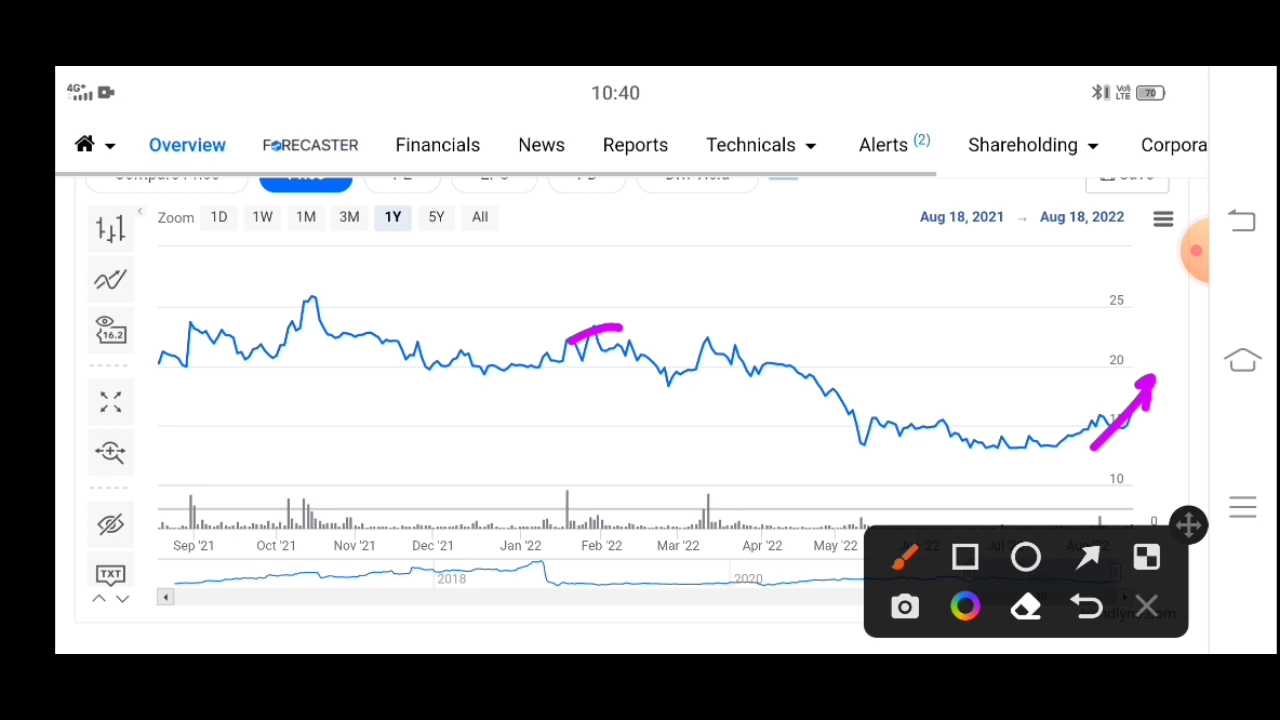 4G+ 10:40 Voll LTE 70
Overview FORECASTER Financials News Reports Technicals Alerts (2) Shareholding Corpora
Zoom 1D 1W 1M 3M 1Y 5Y All Aug 18, 2021 → Aug 18, 2022
25
16.2
20
10
0
Sep '21 Oct '21 Nov '21 Dec '21 Jan '22 Feb '22 Mar '22 Apr '22 May '22
TXT
2018 2020